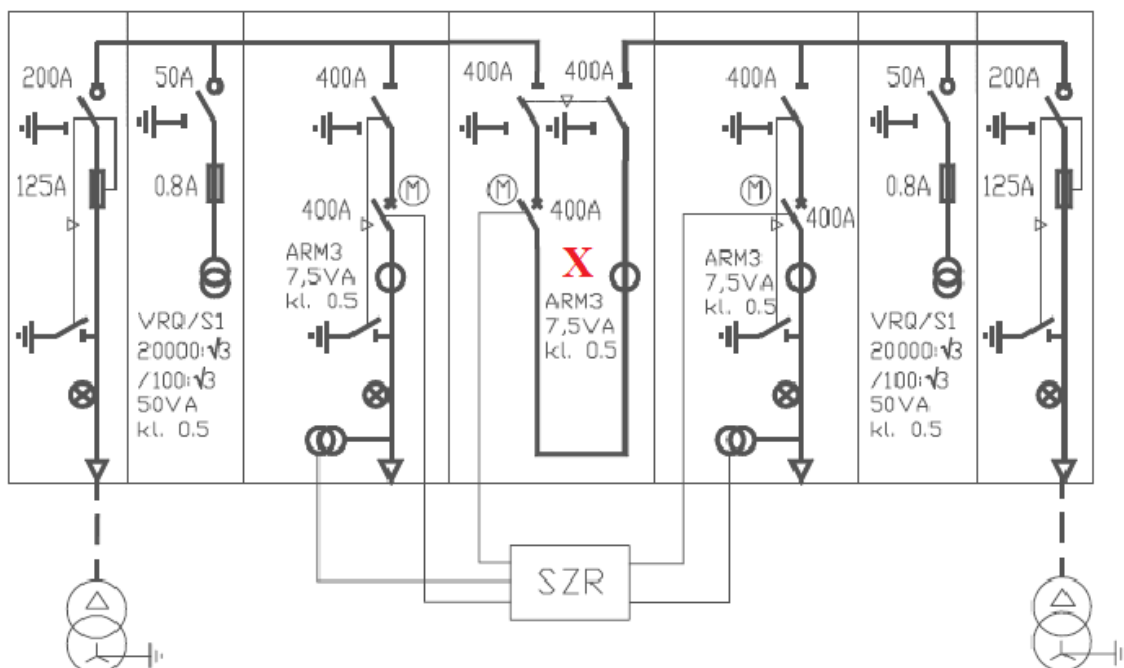 200A
125A
50A
0.8A
VRQ/S1
20000:√3
/100:√3
50VA
kl. 0.5
400A
M
400A
ARM3
7,5VA
kl. 0.5
400A
400A
M
400A
X
ARM3
7,5VA
kl. 0.5
400A
M
400A
ARM3
7,5VA
kl. 0.5
50A
0.8A
VRQ/S1
20000:√3
/100:√3
50VA
kl. 0.5
200A
125A
SZR